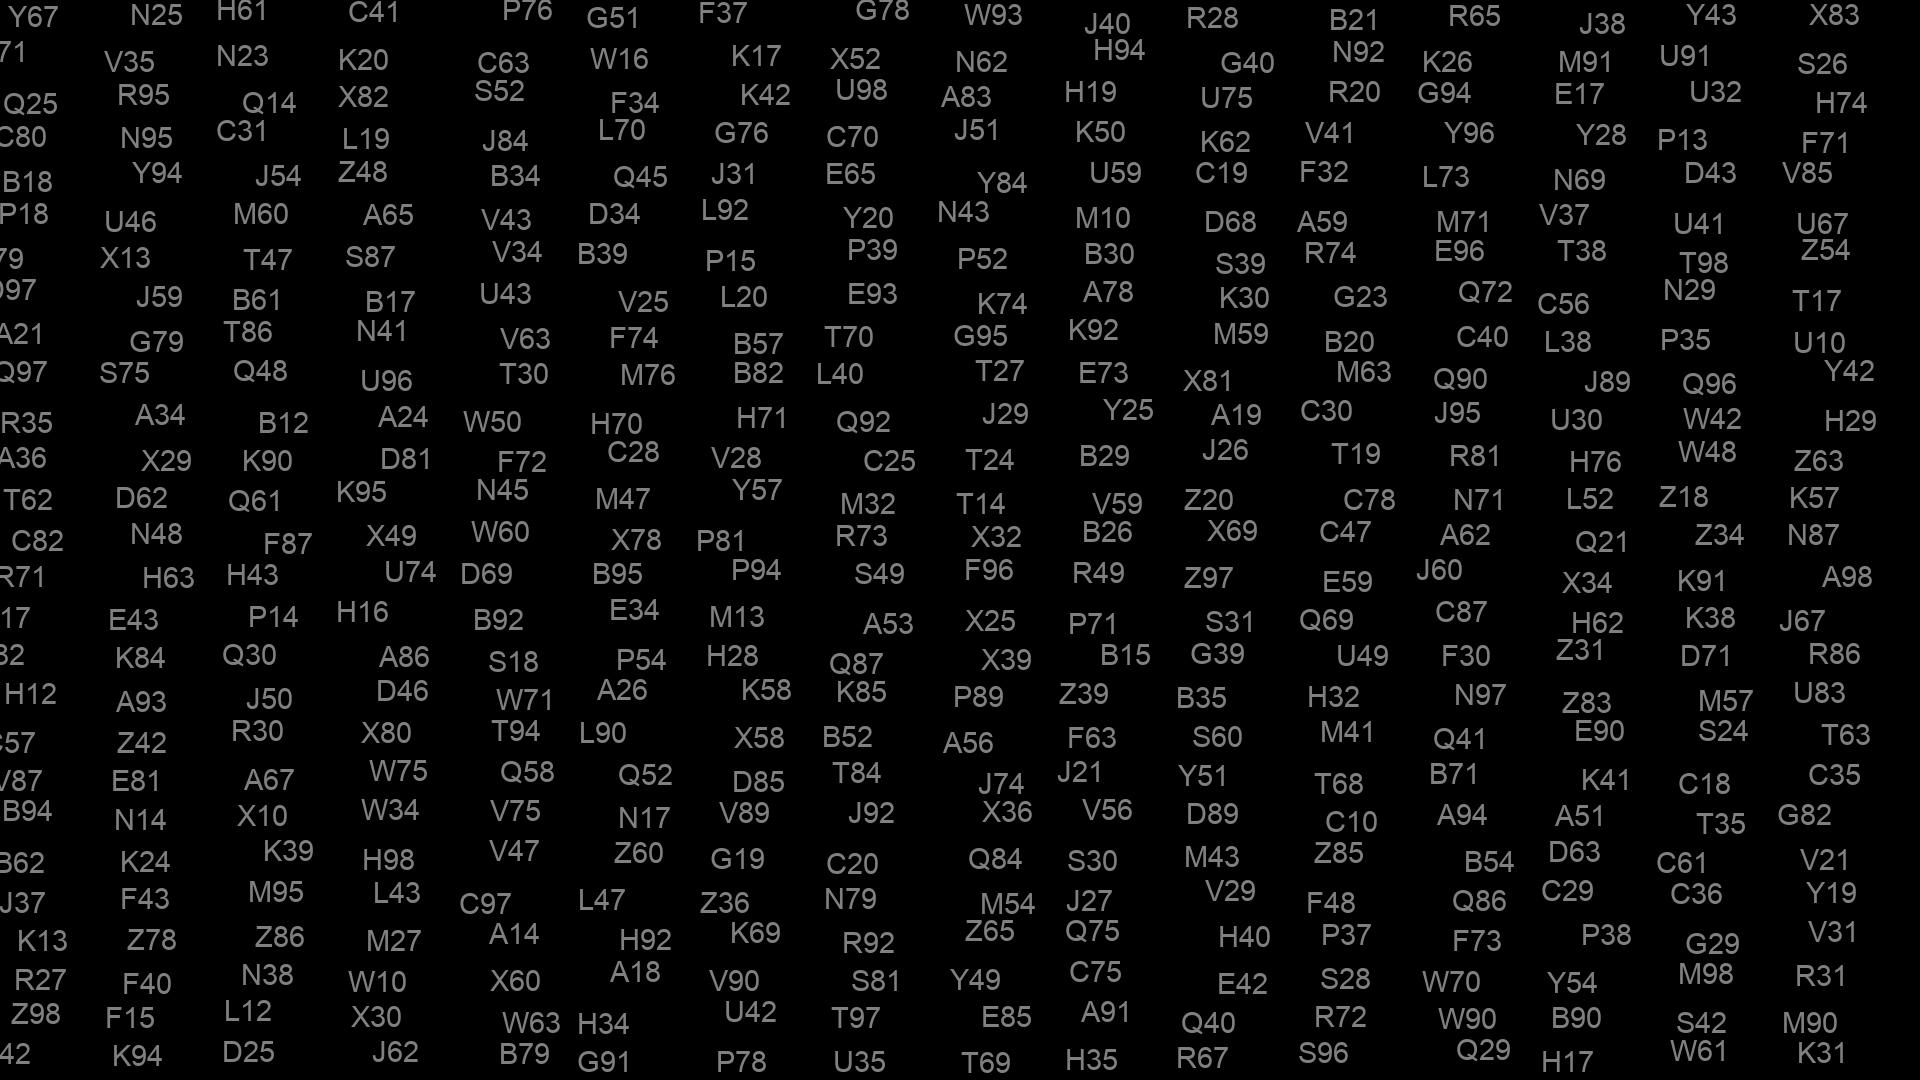 Y67 N25 H61 C41 P76 G51 F37 G78 W93 J40 R28 B21 R65 J38 Y43 X83
71 V35 N23 K20 C63 W16 K17 X52 N62 H94 G40 N92 K26 M91 U91 S26
Q25 R95 Q14 X82 S52 F34 K42 U98 A83 H19 U75 R20 G94 E17 U32 H74
C80 N95 C31 L19 J84 L70 G76 C70 J51 K50 K62 V41 Y96 Y28 P13 F71
B18 Y94 J54 Z48 B34 Q45 J31 E65 Y84 U59 C19 F32 L73 N69 D43 V85
P18 U46 M60 A65 V43 D34 L92 Y20 N43 M10 D68 A59 M71 V37 U41 U67
79 X13 T47 S87 V34 B39 P15 P39 P52 B30 S39 R74 E96 T38 T98 Z54
97 J59 B61 B17 U43 V25 L20 E93 K74 A78 K30 G23 Q72 C56 N29 T17
A21 G79 T86 N41 V63 F74 B57 T70 G95 K92 M59 B20 C40 L38 P35 U10
Q97 S75 Q48 U96 T30 M76 B82 L40 T27 E73 X81 M63 Q90 J89 Q96 Y42
R35 A34 B12 A24 W50 H70 H71 Q92 J29 Y25 A19 C30 J95 U30 W42 H29
A36 X29 K90 D81 F72 C28 V28 C25 T24 B29 J26 T19 R81 H76 W48 Z63
T62 D62 Q61 K95 N45 M47 Y57 M32 T14 V59 Z20 C78 N71 L52 Z18 K57
C82 N48 F87 X49 W60 X78 P81 R73 X32 B26 X69 C47 A62 Q21 Z34 N87
R71 H63 H43 U74 D69 B95 P94 S49 F96 R49 Z97 E59 J60 X34 K91 A98
17 E43 P14 H16 B92 E34 M13 A53 X25 P71 S31 Q69 C87 H62 K38 J67
32 K84 Q30 A86 S18 P54 H28 Q87 X39 B15 G39 U49 F30 Z31 D71 R86
H12 A93 J50 D46 W71 A26 K58 K85 P89 Z39 B35 H32 N97 Z83 M57 U83
57 Z42 R30 X80 T94 L90 X58 B52 A56 F63 S60 M41 Q41 E90 S24 T63
V87 E81 A67 W75 Q58 Q52 D85 T84 J74 J21 Y51 T68 B71 K41 C18 C35
B94 N14 X10 W34 V75 N17 V89 J92 X36 V56 D89 C10 A94 A51 T35 G82
B62 K24 K39 H98 V47 Z60 G19 C20 Q84 S30 M43 Z85 B54 D63 C61 V21
J37 F43 M95 L43 C97 L47 Z36 N79 M54 J27 V29 F48 Q86 C29 C36 Y19
K13 Z78 Z86 M27 A14 H92 K69 R92 Z65 Q75 H40 P37 F73 P38 G29 V31
R27 F40 N38 W10 X60 A18 V90 S81 Y49 C75 E42 S28 W70 Y54 M98 R31
Z98 F15 L12 X30 W63 H34 U42 T97 E85 A91 Q40 R72 W90 B90 S42 M90
42 K94 D25 J62 B79 G91 P78 U35 T69 H35 R67 S96 Q29 H17 W61 K31